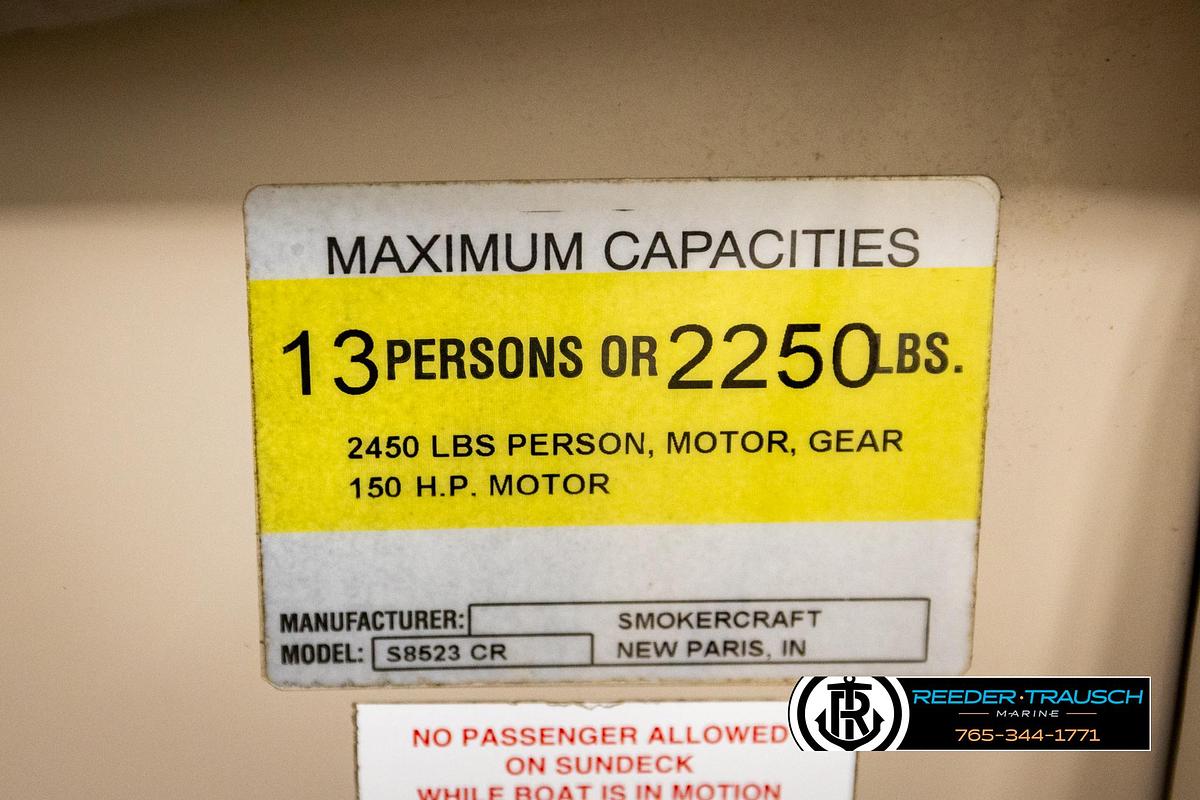 MAXIMUM CAPACITIES
13 PERSONS OR 2250 LBS.
2450 LBS PERSON, MOTOR, GEAR
150 H.P. MOTOR
MANUFACTURER: SMOKERCRAFT
MODEL: S8523 CR NEW PARIS, IN
NO PASSENGER ALLOWED
ON SUNDECK
WHILE BOAT IS IN MOTION
REEDER·TRAUSCH
MARINE
765-344-1771